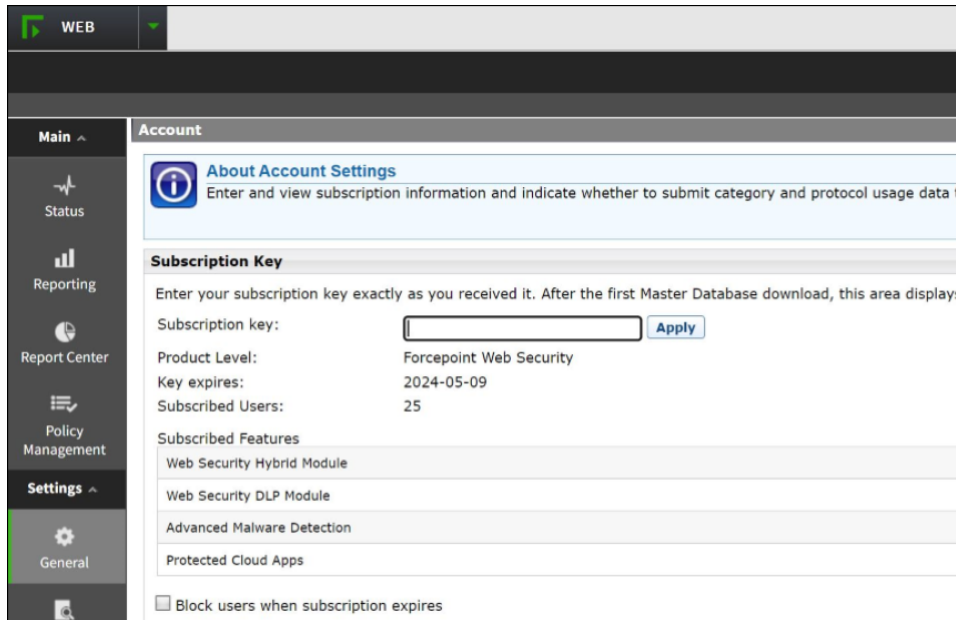 WEB
Main
Account
About Account Settings
Enter and view subscription information and indicate whether to submit category and protocol usage data
Status
Subscription Key
Reporting
Enter your subscription key exactly as you received it. After the first Master Database download, this area displays
Subscription key:
Apply
Report Center
Product Level: Forcepoint Web Security
Key expires: 2024-05-09
Subscribed Users: 25
Policy
Management
Subscribed Features
Web Security Hybrid Module
Settings
Web Security DLP Module
Advanced Malware Detection
General
Protected Cloud Apps
Block users when subscription expires